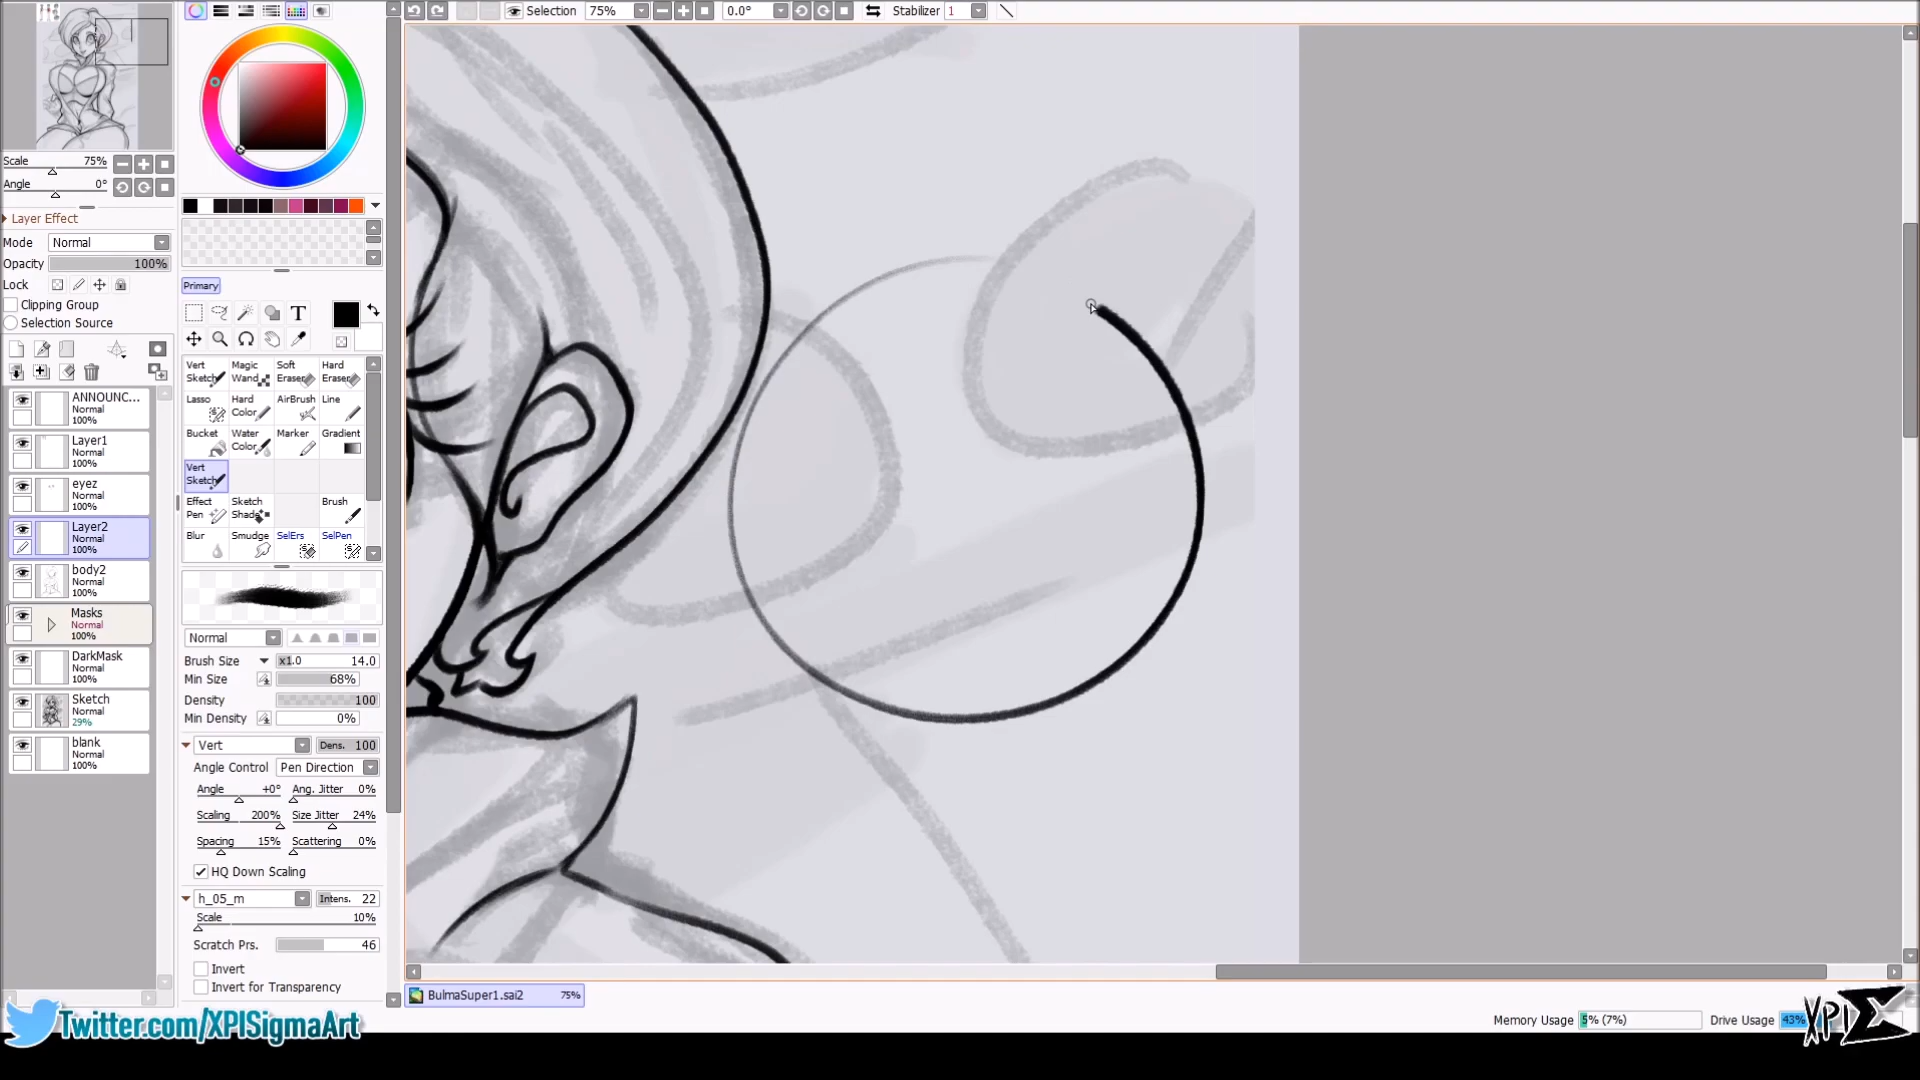 Selection 75% 0.0° Stabilizer 1
Scale 75%
Angle 0°
Layer Effect
Mode Normal
Opacity 100%
Lock
Clipping Group
Selection Source
ANNOUNC...
Normal
100%
Layer1
Normal
100%
eyez
Normal
100%
Layer2
Normal
100%
body2
Normal
100%
Masks
Normal
100%
DarkMask
Normal
100%
Sketch
Normal
29%
blank
Normal
100%
Primary
T
Vert Sketch
Magic Wand
Soft Eraser
Hard Eraser
Lasso
Hard Color
AirBrush
Line
Bucket
Water Color
Marker
Gradient
Vert Sketch
Effect Pen
Sketch Shade
Brush
Blur
Smudge
SelErs
SelPen
Normal
Brush Size x1.0 14.0
Min Size 68%
Density 100
Min Density 0%
Vert Dens. 100
Angle Control Pen Direction
Angle +0° Ang. Jitter 0%
Scaling 200% Size Jitter 24%
Spacing 15% Scattering 0%
HQ Down Scaling
h_05_m Intens. 22
Scale 10%
Scratch Prs. 46
Invert
Invert for Transparency
BulmaSuper1.sai2 75%
Memory Usage 5% (7%) Drive Usage 43%
Twitter.com/XPISigmaArt
XPI